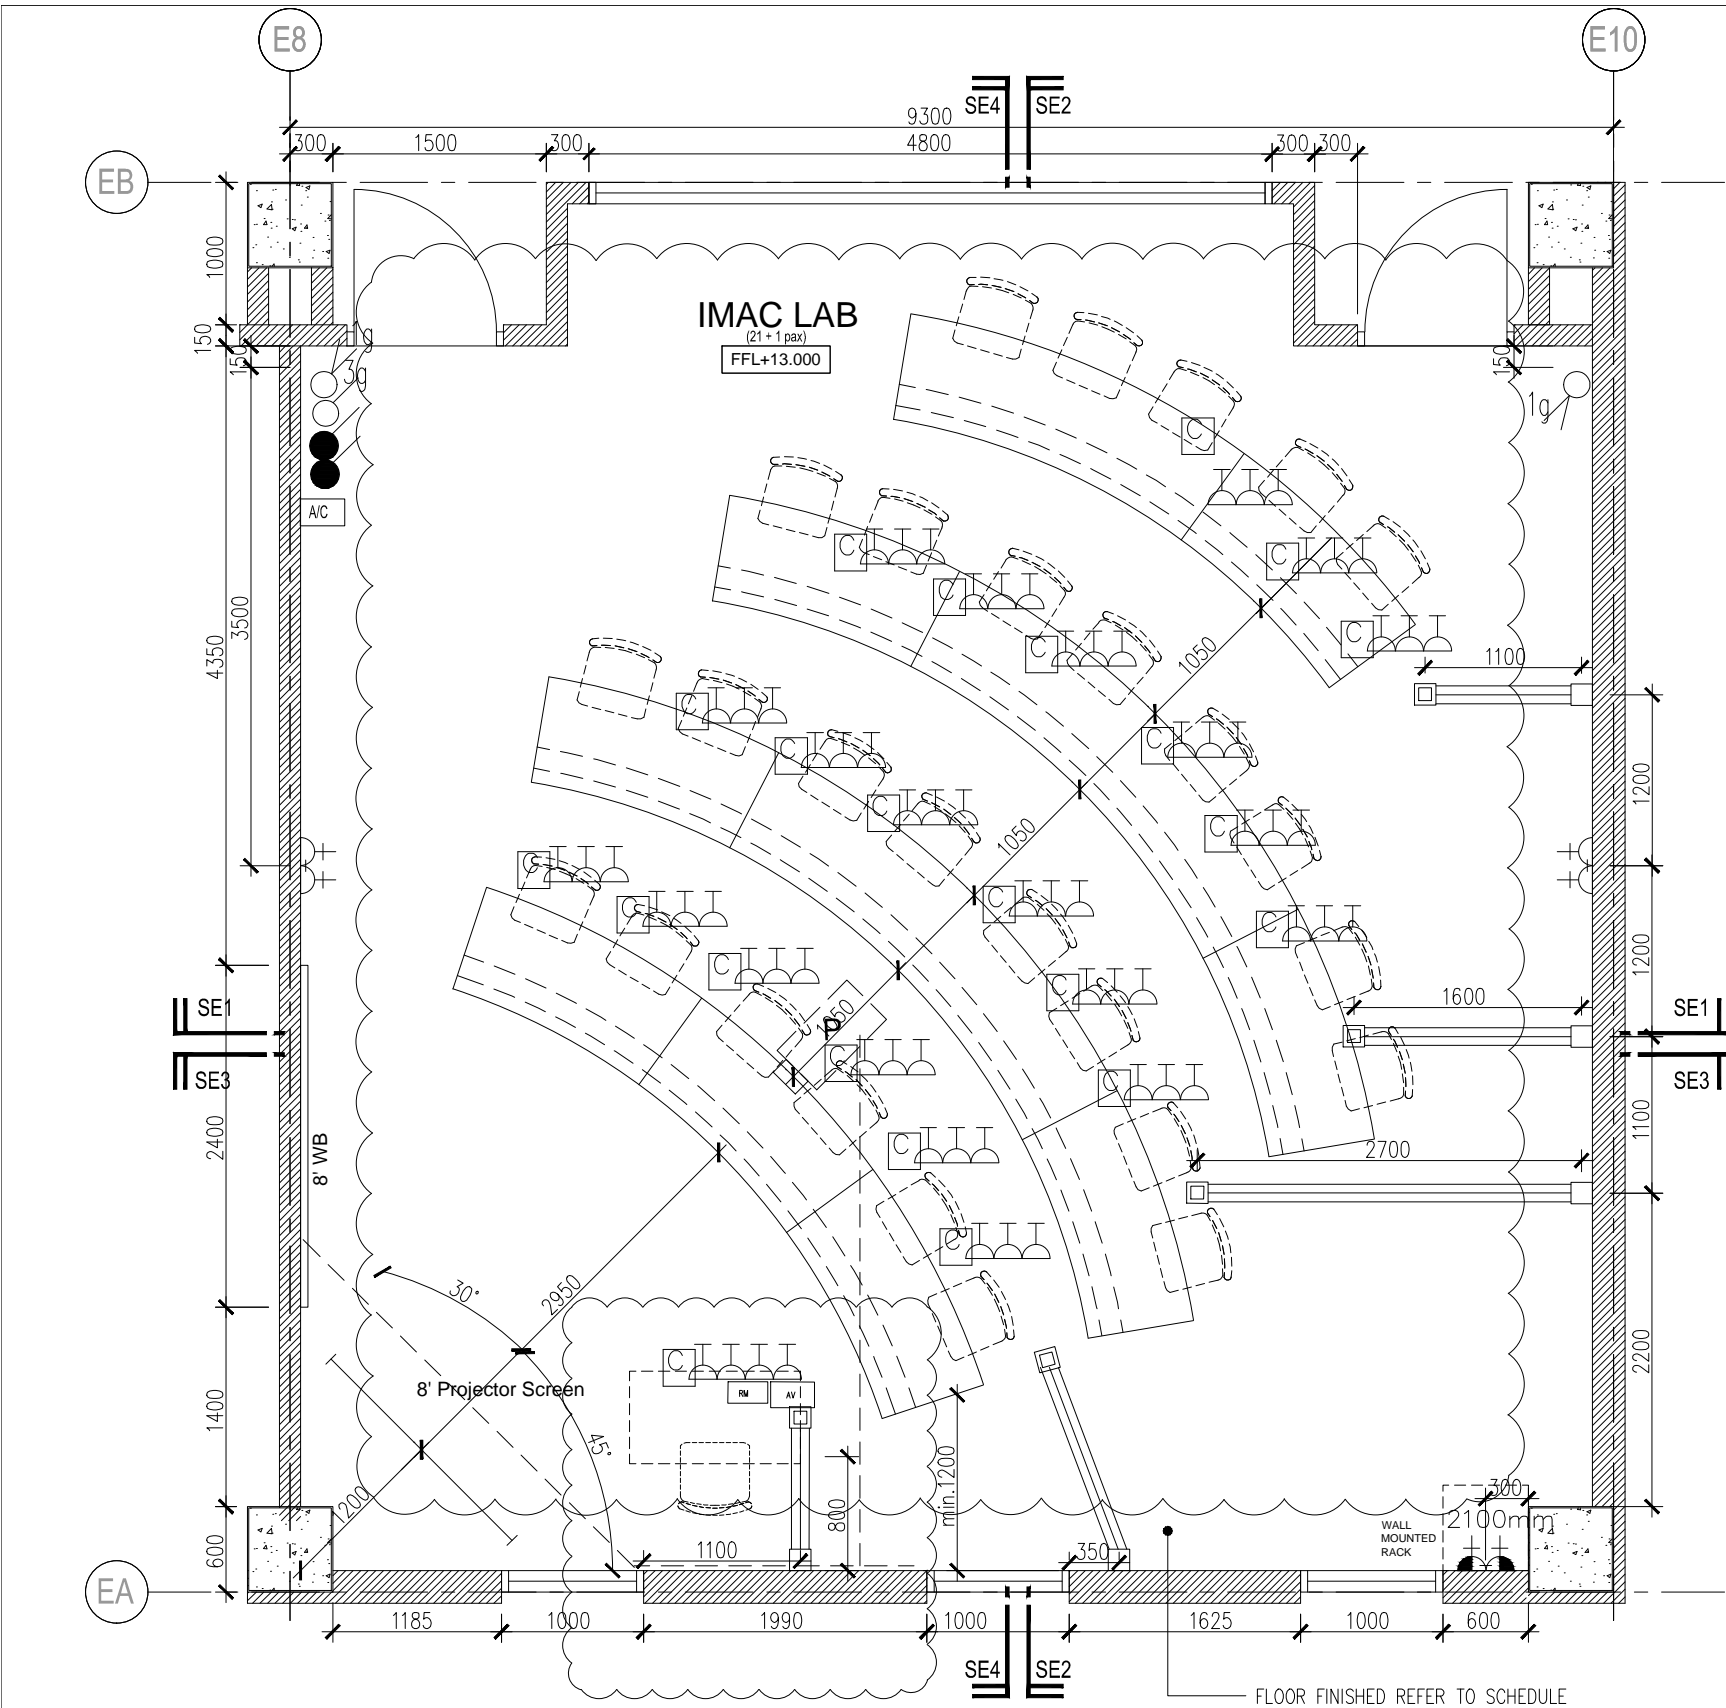 E8
E10
SE4
SE2
9300
300
1500
300
4800
300
300
EB
1000
IMAC LAB
(21 + 1 pax)
FFL+13.000
150
150
150
g
3g
1g
C
A/C
C
C
C
C
3500
4350
C
C
1050
1100
C
C
C
1200
C
1050
C
C
C
C
C
1200
C
C
1600
SE1
SE1
1050
P
C
SE3
SE3
C
2400
8' WB
1100
C
2700
C
30°
2950
2200
C
8' Projector Screen
RM
AV
1400
45°
min.1200
800
1200
300
2100mm
WALL
MOUNTED
RACK
600
1100
350
EA
1185
1000
1990
1000
1625
1000
600
SE4
SE2
FLOOR FINISHED REFER TO SCHEDULE